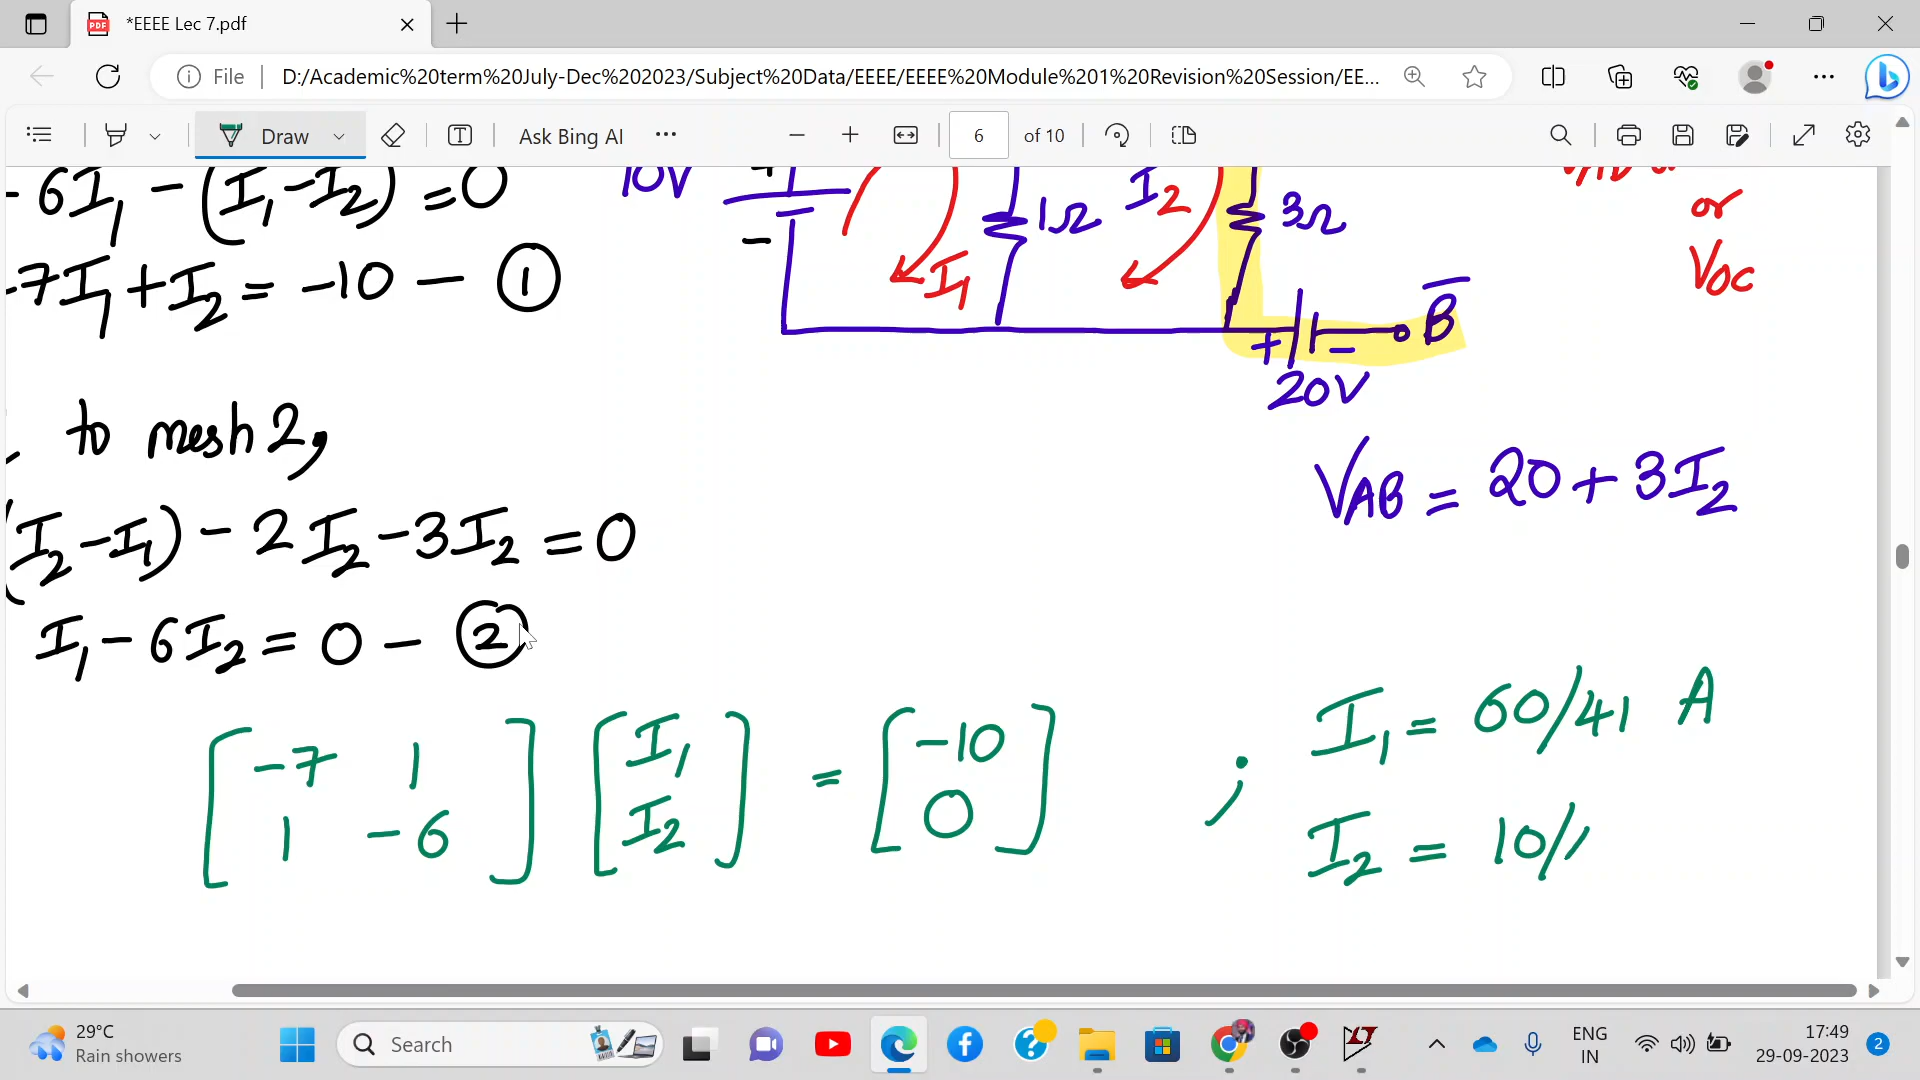 *EEEE Lec 7.pdf
File
D:/Academic%20term%20July-Dec%202023/Subject%20Data/EEEE/EEEE%20Module%201%20Revision%20Session/EE...
Draw
Ask Bing AI
6 of 10
-6I₁ - (I₁-I₂) = 0
-7I₁ + I₂ = -10 - ①
10V
+
-
I₁
1Ω
I₂
3Ω
or
Voc
B
+ -
20V
to mesh 2,
VAB = 20 + 3I₂
(I₂-I₁) - 2I₂ - 3I₂ = 0
I₁ - 6I₂ = 0 - ②
[-7 1] [I₁] = [-10] ; I₁ = 60/41 A
[1 -6] [I₂] [0] I₂ = 10/
29°C
Rain showers
Search
ENG
IN
17:49
29-09-2023
2